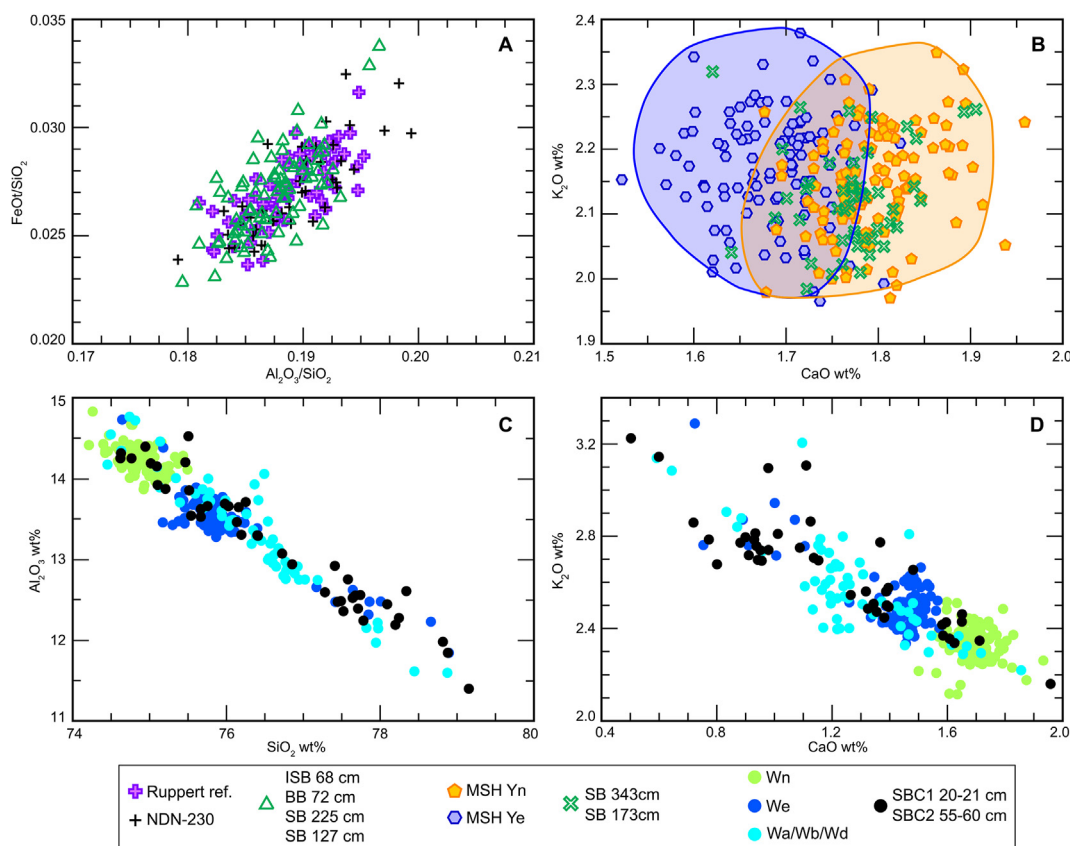 A
0.030
0.025
0.020
FeOt/SiO₂
0.17
0.18
0.19
0.20
0.21
Al₂O₃/SiO₂
B
2.4
2.3
2.2
2.1
2.0
1.9
K₂O wt%
1.5
1.6
1.7
1.8
1.9
2.0
CaO wt%
C
15
14
13
12
11
Al₂O₃ wt%
74
75
76
77
78
79
80
SiO₂ wt%
D
3.2
2.8
2.4
2.0
K₂O wt%
0.4
0.8
1.2
1.6
2.0
CaO wt%
Ruppert ref.
NDN-230
ISB 68 cm
BB 72 cm
SB 225 cm
SB 127 cm
MSH Yn
MSH Ye
SB 343cm
SB 173cm
Wn
We
Wa/Wb/Wd
SBC1 20-21 cm
SBC2 55-60 cm